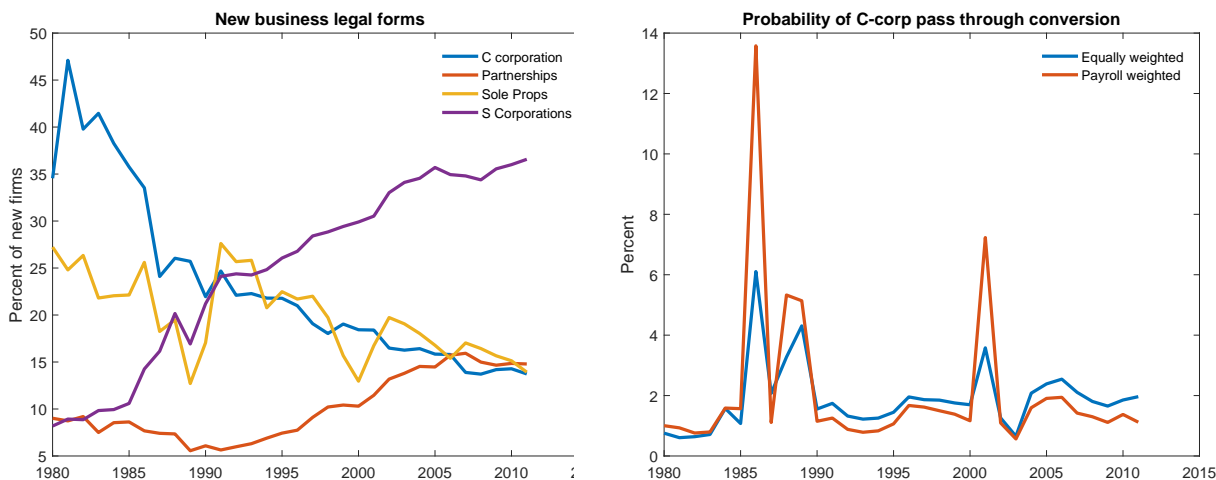 New business legal forms
Percent of new firms
50
45
40
35
30
25
20
15
10
5
1980 1985 1990 1995 2000 2005 2010 2
C corporation
Partnerships
Sole Props
S Corporations
Probability of C-corp pass through conversion
Percent
14
12
10
8
6
4
2
0
1980 1985 1990 1995 2000 2005 2010 2015
Equally weighted
Payroll weighted